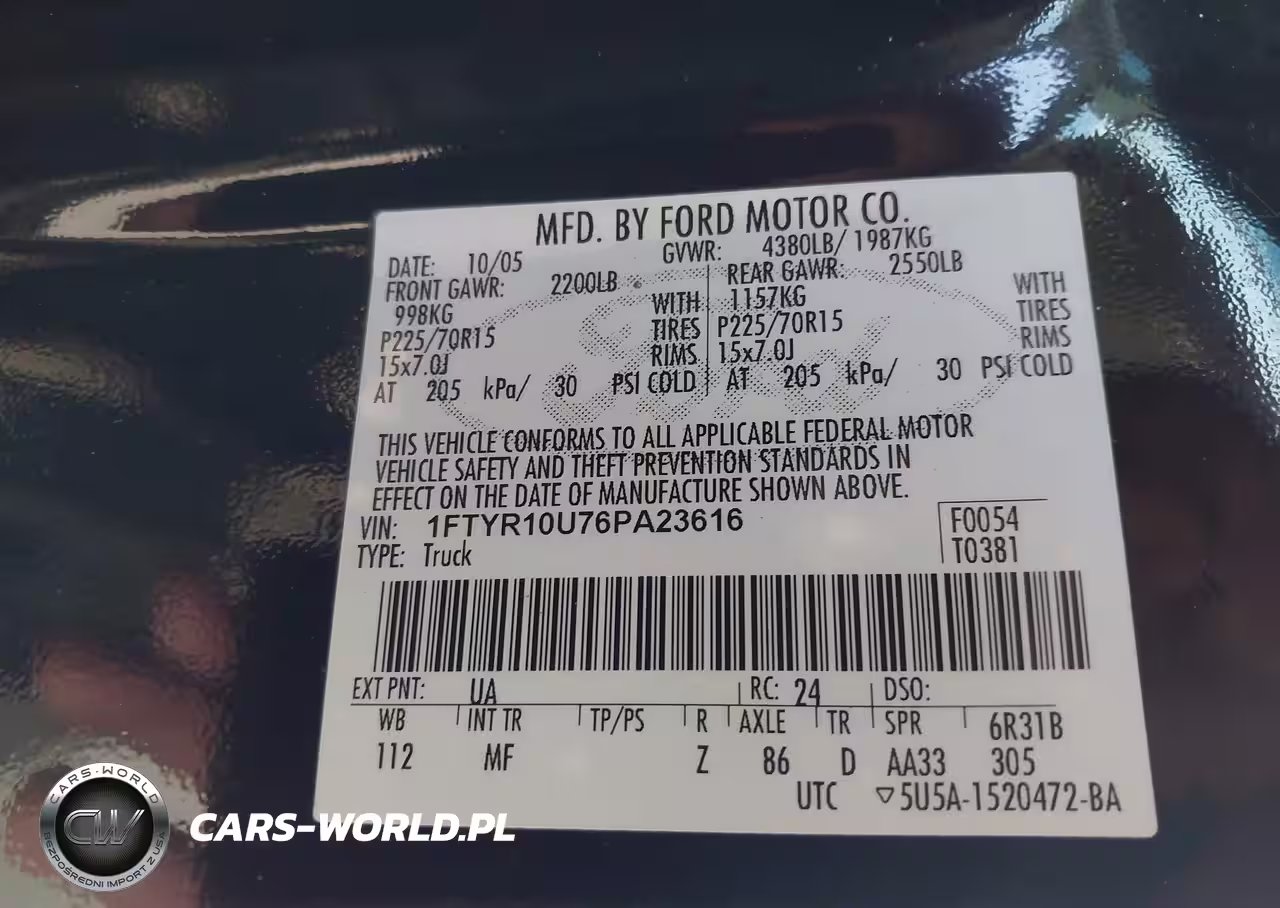 MFD. BY FORD MOTOR CO.
DATE: 10/05 GVWR: 4380LB/ 1987KG
FRONT GAWR: 2200LB REAR GAWR: 2550LB
998KG WITH 1157KG WITH
P225/70R15 TIRES P225/70R15 TIRES
15x7.0J RIMS 15x7.0J RIMS
AT 205 kPa/ 30 PSI COLD AT 205 kPa/ 30 PSI COLD
THIS VEHICLE CONFORMS TO ALL APPLICABLE FEDERAL MOTOR
VEHICLE SAFETY AND THEFT PREVENTION STANDARDS IN
EFFECT ON THE DATE OF MANUFACTURE SHOWN ABOVE.
VIN: 1FTYR10U76PA23616 F0054
TYPE: Truck T0381
EXT PNT: UA RC: 24 DSO:
WB INT TR TP/PS R AXLE TR SPR 6R31B
112 MF Z 86 D AA33 305
UTC ▽5U5A-1520472-BA
CARS-WORLD
CW
BEZPOŚREDNI IMPORT Z USA
CARS-WORLD.PL